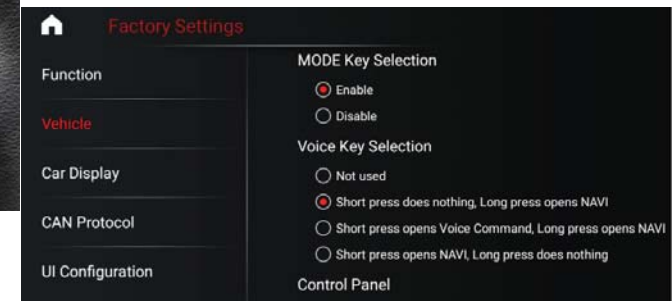 Factory Settings
Function
Vehicle
Car Display
CAN Protocol
UI Configuration
MODE Key Selection
Enable
Disable
Voice Key Selection
Not used
Short press does nothing, Long press opens NAVI
Short press opens Voice Command, Long press opens NAVI
Short press opens NAVI, Long press does nothing
Control Panel